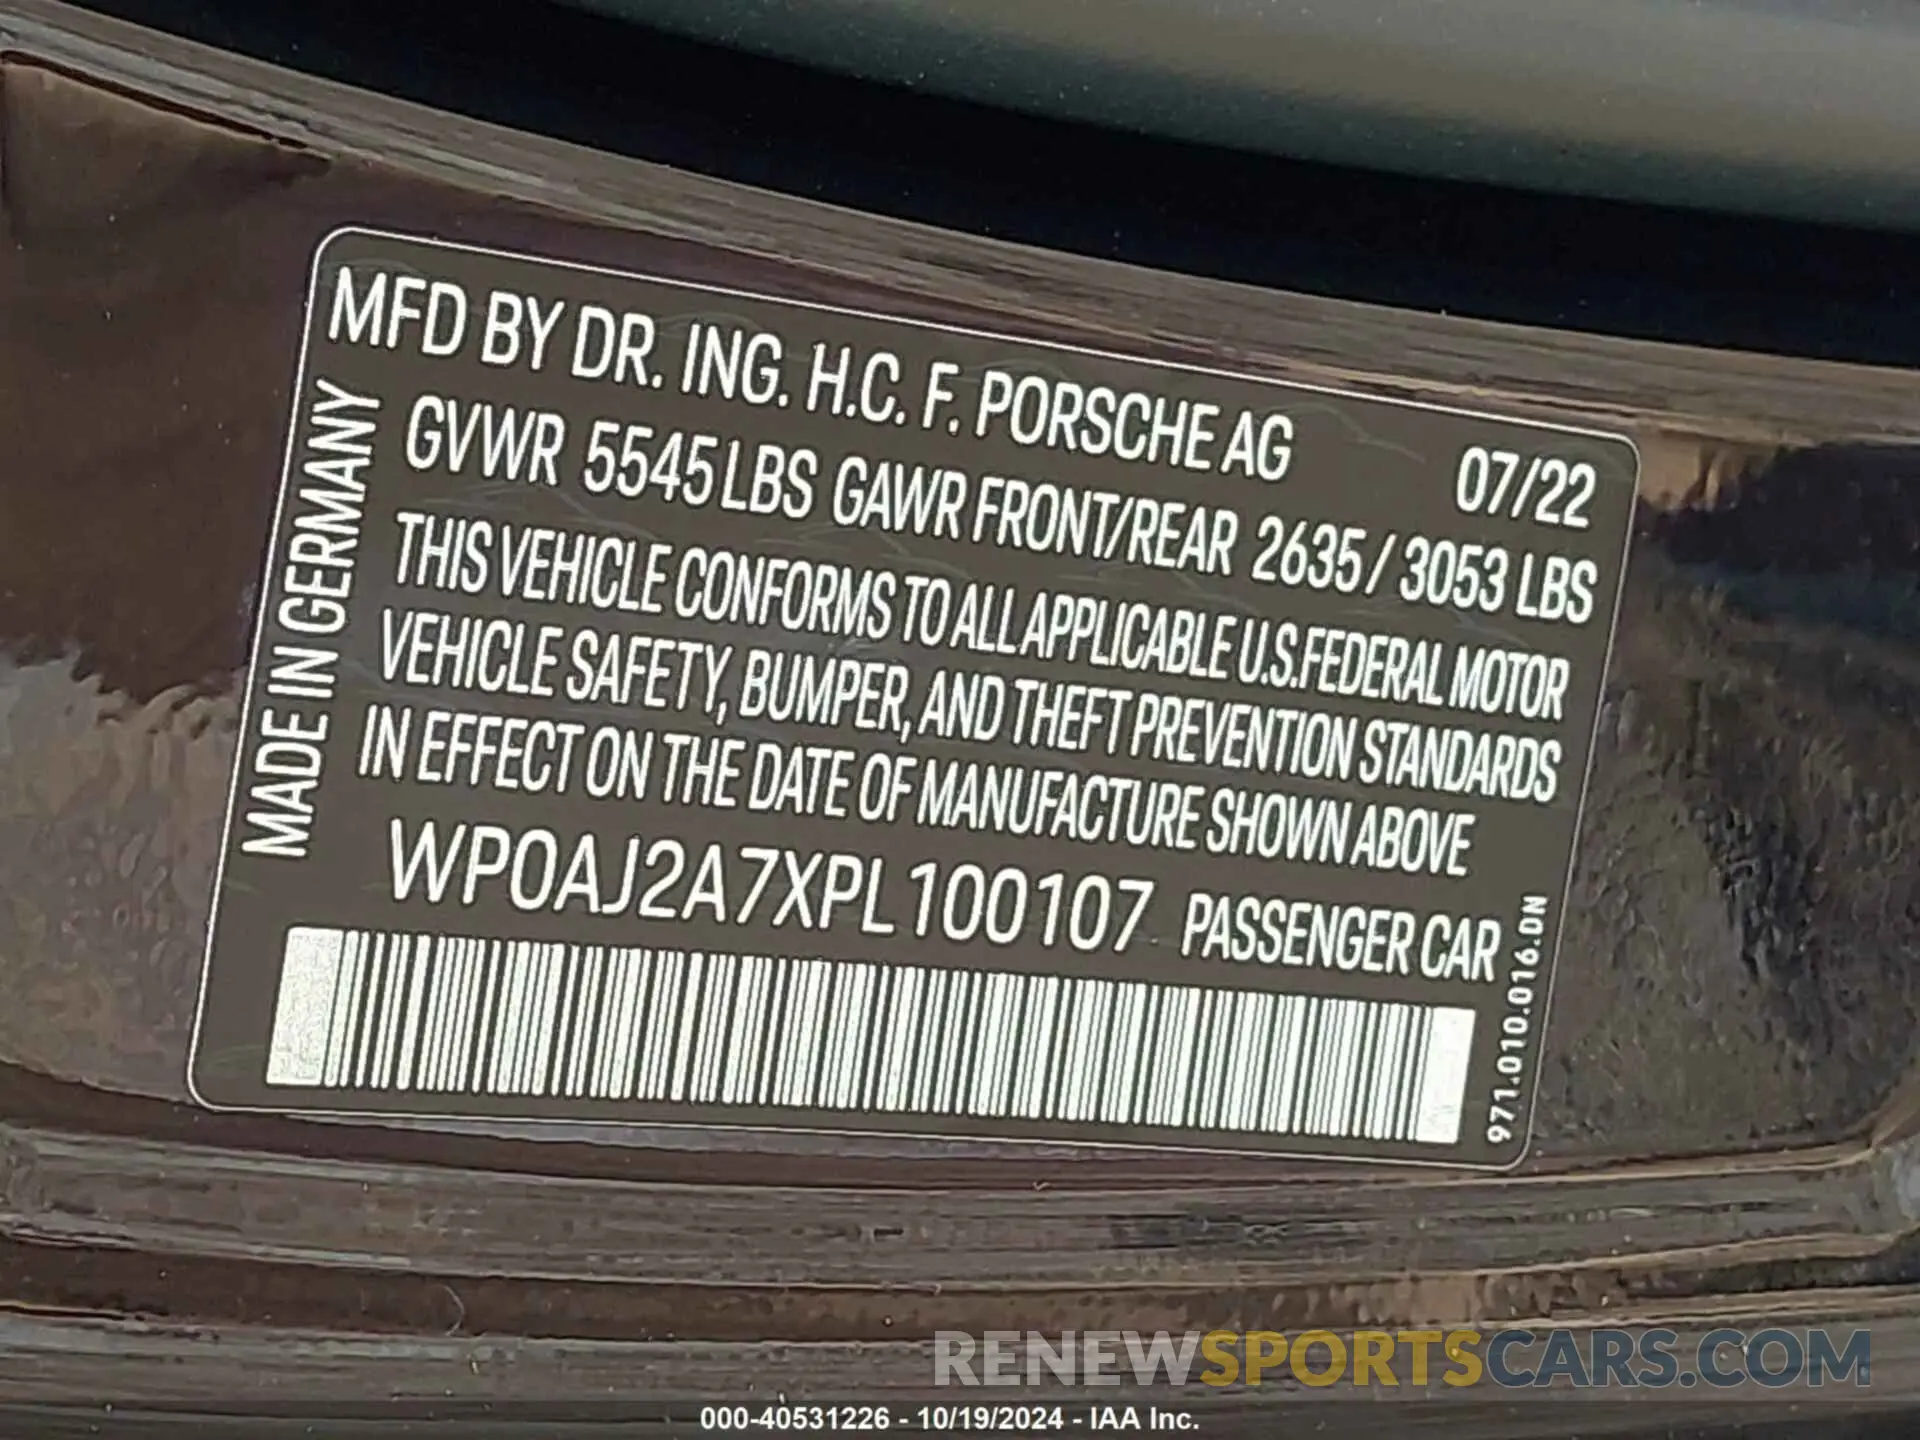 MFD BY DR. ING. H.C. F. PORSCHE AG 07/22
GVWR 5545 LBS GAWR FRONT/REAR 2635 / 3053 LBS
THIS VEHICLE CONFORMS TO ALL APPLICABLE U.S. FEDERAL MOTOR
VEHICLE SAFETY, BUMPER, AND THEFT PREVENTION STANDARDS
IN EFFECT ON THE DATE OF MANUFACTURE SHOWN ABOVE
WP0AJ2A7XPL100107 PASSENGER CAR
MADE IN GERMANY
971.010.016.DN
RENEWSPORTSCARS.COM
000-40531226 - 10/19/2024 - IAA Inc.